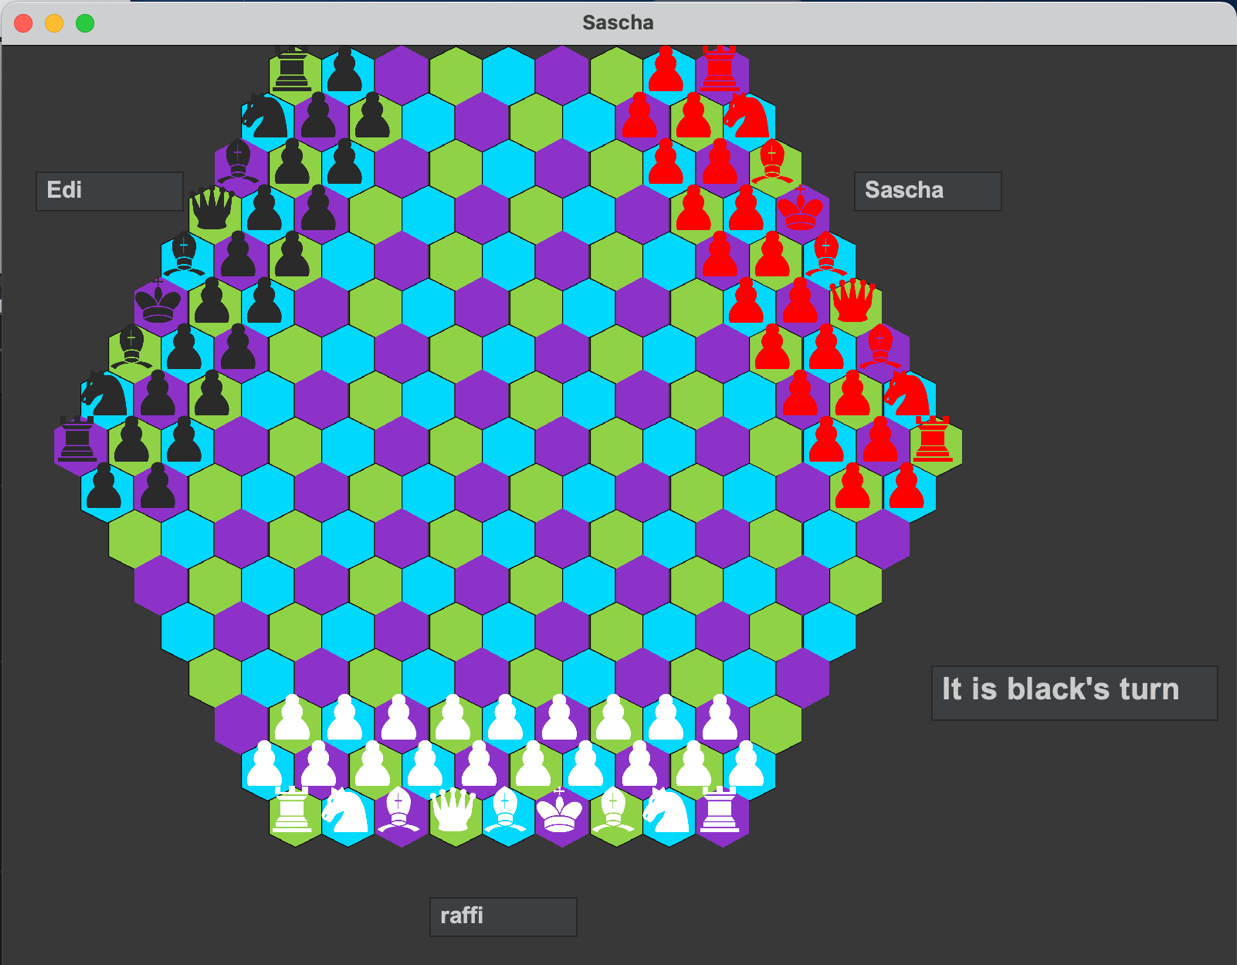 Sascha
Edi
Sascha
It is black's turn
raffi